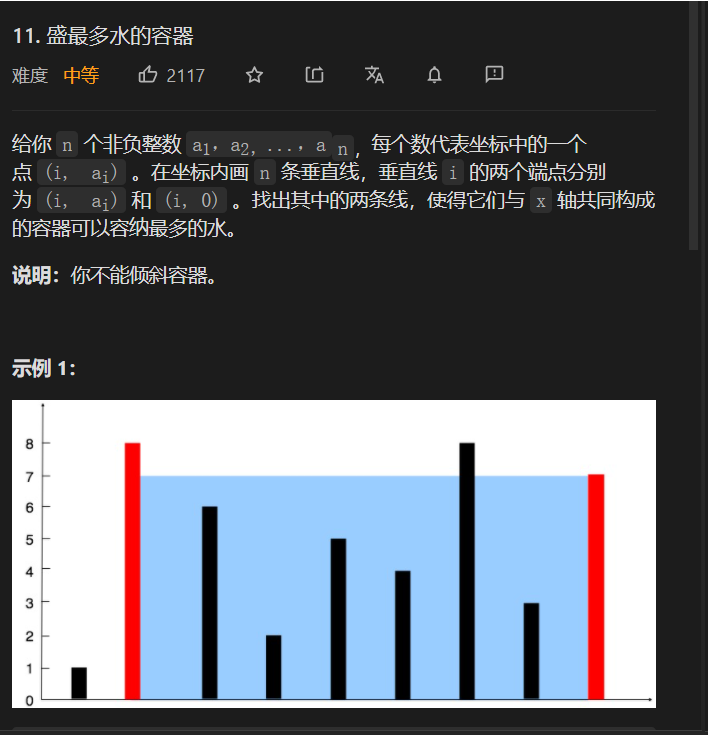 11. 盛最多水的容器
难度 中等 2117
给你 n 个非负整数 a1，a2，...，a n，每个数代表坐标中的一个
点 (i, ai) 。在坐标内画 n 条垂直线，垂直线 i 的两个端点分别
为 (i, ai) 和 (i, 0) 。找出其中的两条线，使得它们与 x 轴共同构成
的容器可以容纳最多的水。
说明：你不能倾斜容器。
示例 1：
8
7
6
5
4
3
2
1
0